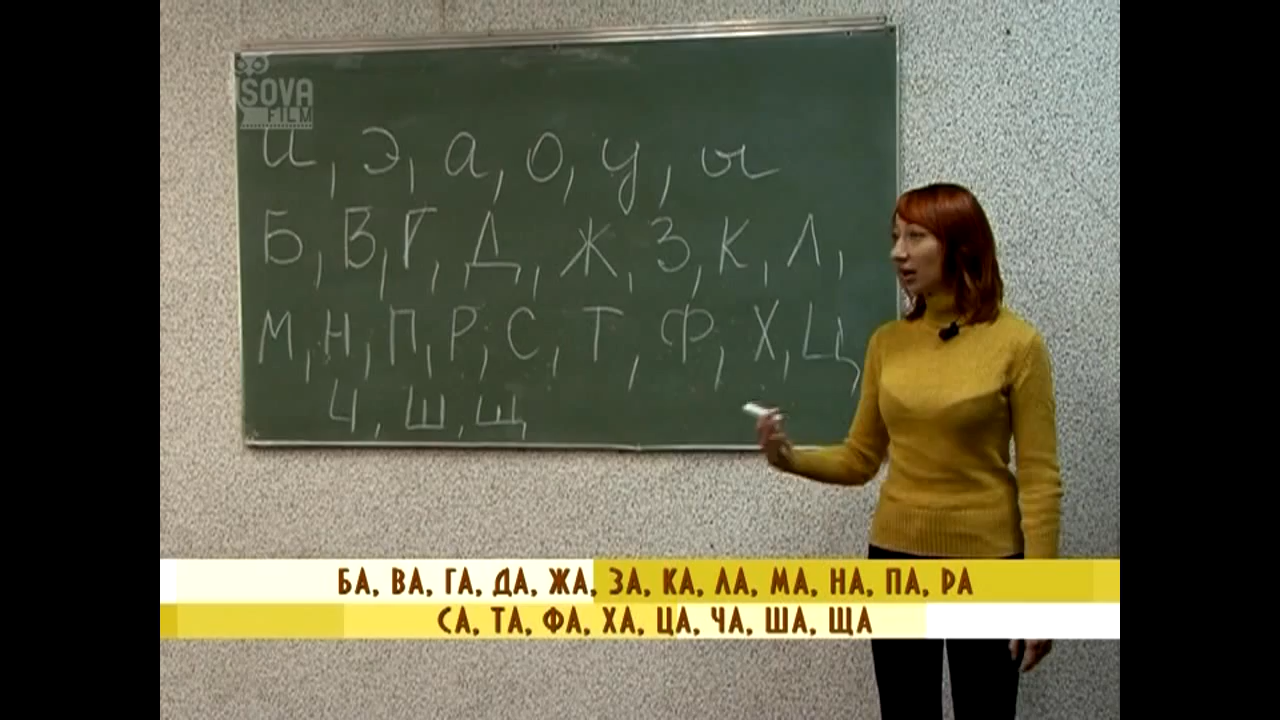 SOVA
FILM
и, э, а, о, у, ы
Б, В, Г, Д, Ж, З, К, Л,
М, Н, П, Р, С, Т, Ф, Х, Ц,
Ч, Ш, Щ
БА, ВА, ГА, ДА, ЖА, ЗА, КА, ЛА, МА, НА, ПА, РА
СА, ТА, ФА, ХА, ЦА, ЧА, ША, ЩА